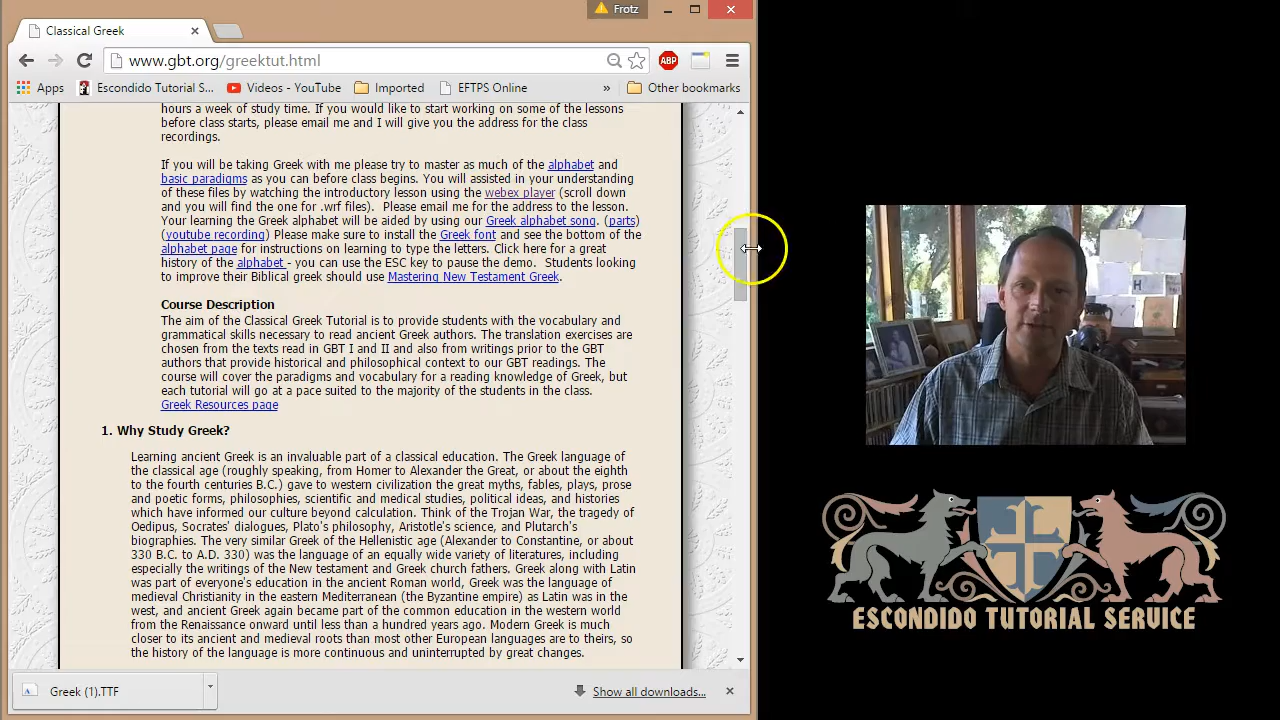 Frotz
Classical Greek
www.gbt.org/greektut.html
Apps Escondido Tutorial S... Videos - YouTube Imported EFTPS Online » Other bookmarks
hours a week of study time. If you would like to start working on some of the lessons
before class starts, please email me and I will give you the address for the class
recordings.
If you will be taking Greek with me please try to master as much of the alphabet and
basic paradigms as you can before class begins. You will assisted in your understanding
of these files by watching the introductory lesson using the webex player (scroll down
and you will find the one for .wrf files). Please email me for the address to the lesson.
Your learning the Greek alphabet will be aided by using our Greek alphabet song. (parts)
(youtube recording) Please make sure to install the Greek font and see the bottom of the
alphabet page for instructions on learning to type the letters. Click here for a great
history of the alphabet - you can use the ESC key to pause the demo. Students looking
to improve their Biblical greek should use Mastering New Testament Greek.
Course Description
The aim of the Classical Greek Tutorial is to provide students with the vocabulary and
grammatical skills necessary to read ancient Greek authors. The translation exercises are
chosen from the texts read in GBT I and II and also from writings prior to the GBT
authors that provide historical and philosophical context to our GBT readings. The
course will cover the paradigms and vocabulary for a reading knowledge of Greek, but
each tutorial will go at a pace suited to the majority of the students in the class.
Greek Resources page
1. Why Study Greek?
Learning ancient Greek is an invaluable part of a classical education. The Greek language of
the classical age (roughly speaking, from Homer to Alexander the Great, or about the eighth
to the fourth centuries B.C.) gave to western civilization the great myths, fables, plays, prose
and poetic forms, philosophies, scientific and medical studies, political ideas, and histories
which have informed our culture beyond calculation. Think of the Trojan War, the tragedy of
Oedipus, Socrates' dialogues, Plato's philosophy, Aristotle's science, and Plutarch's
biographies. The very similar Greek of the Hellenistic age (Alexander to Constantine, or about
330 B.C. to A.D. 330) was the language of an equally wide variety of literatures, including
especially the writings of the New testament and Greek church fathers. Greek along with Latin
was part of everyone's education in the ancient Roman world, Greek was the language of
medieval Christianity in the eastern Mediterranean (the Byzantine empire) as Latin was in the
west, and ancient Greek again became part of the common education in the western world
from the Renaissance onward until less than a hundred years ago. Modern Greek is much
closer to its ancient and medieval roots than most other European languages are to theirs, so
the history of the language is more continuous and uninterrupted by great changes.
Greek (1).TTF
Show all downloads...
ABP
H
ESCONDIDO TUTORIAL SERVICE